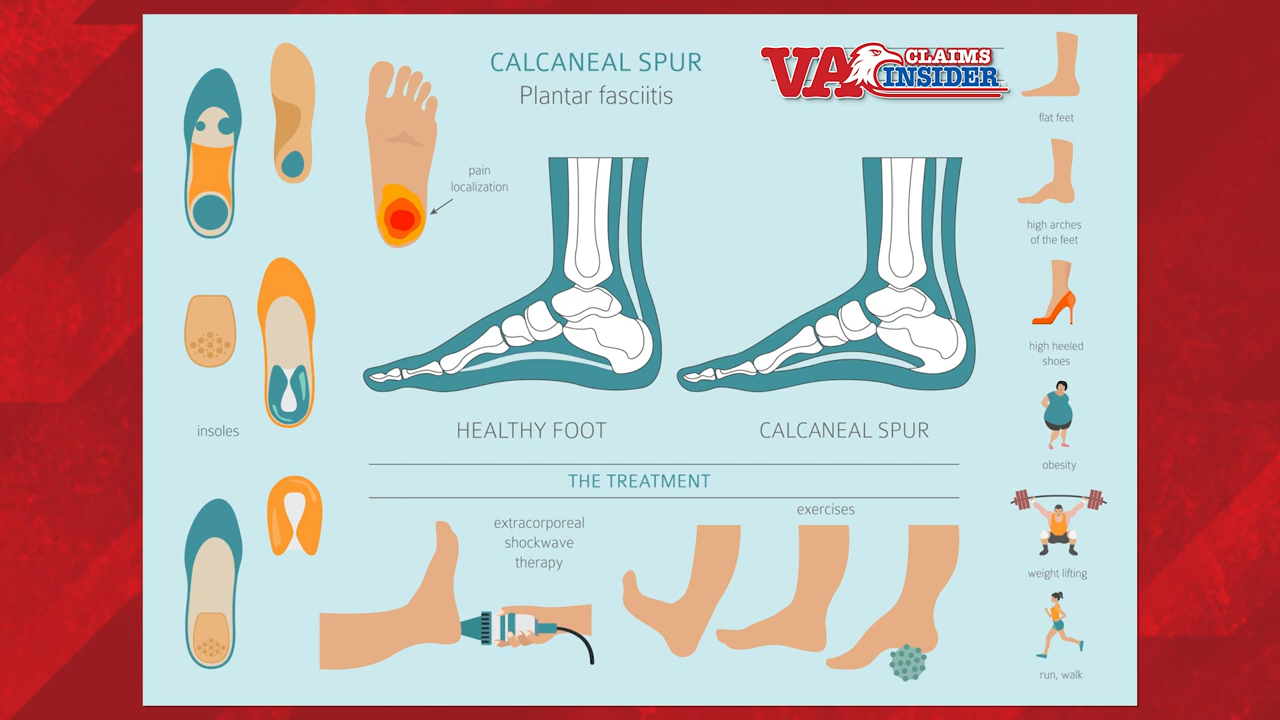 CALCANEAL SPUR
Plantar fasciitis
VA CLAIMS
INSIDER
pain
localization
flat feet
high arches
of the feet
high heeled
shoes
insoles
HEALTHY FOOT
CALCANEAL SPUR
obesity
THE TREATMENT
extracorporeal
shockwave
therapy
exercises
weight lifting
run, walk